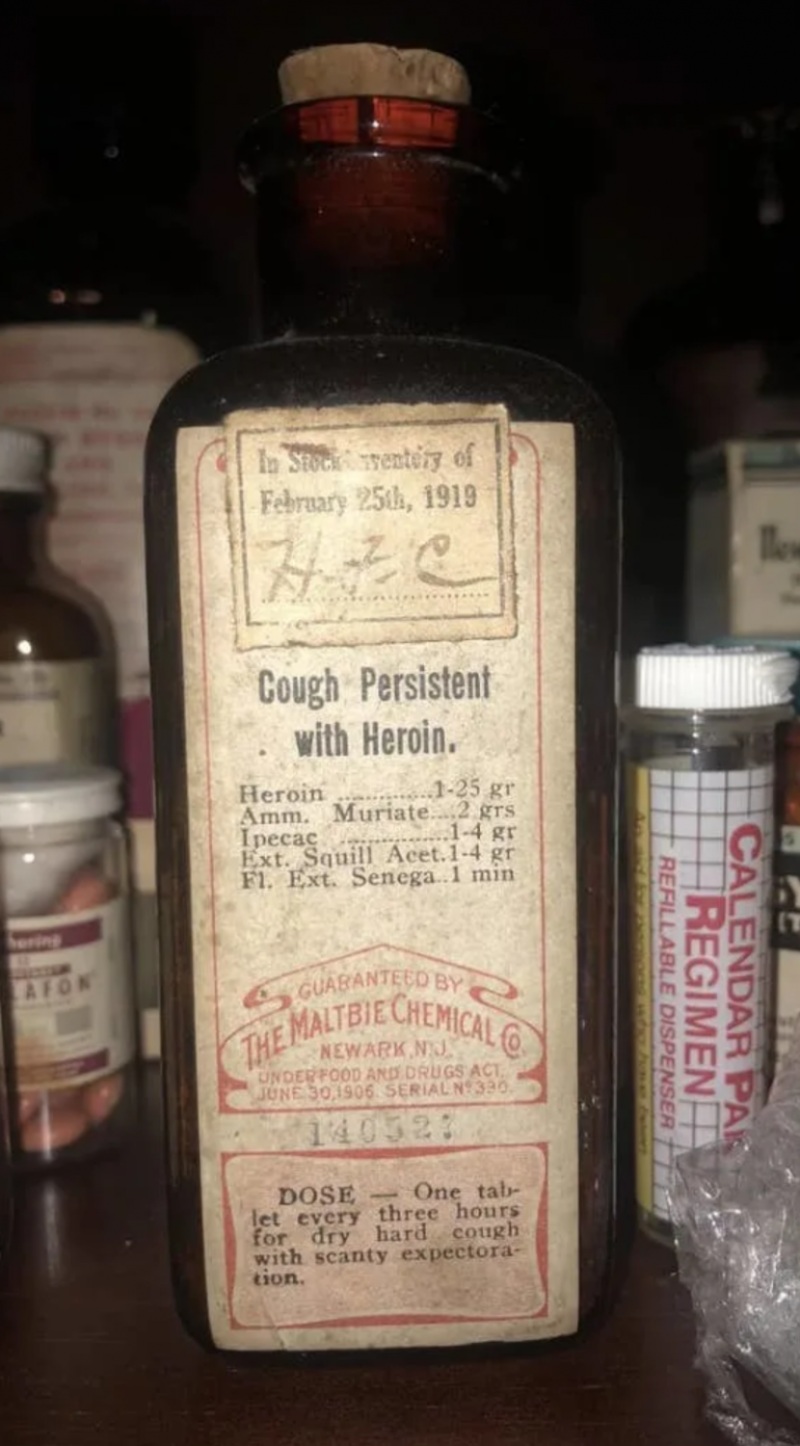 In Stock Inventory of
February 25th, 1919
Cough Persistent
with Heroin.
Heroin ..............1-25 gr
Amm. Muriate....2 grs
Ipecac ................1-4 gr
Ext. Squill Acet.1-4 gr
Fl. Ext. Senega..1 min
GUARANTEED BY
THE MALTBIE CHEMICAL Co.
NEWARK, N.J.
UNDER FOOD AND DRUGS ACT,
JUNE 30, 1906. SERIAL No 390.
DOSE — One tab-
let every three hours
for dry hard cough
with scanty expectora-
tion.
CALENDAR PA
REGIMEN
REFILLABLE DISPENSER